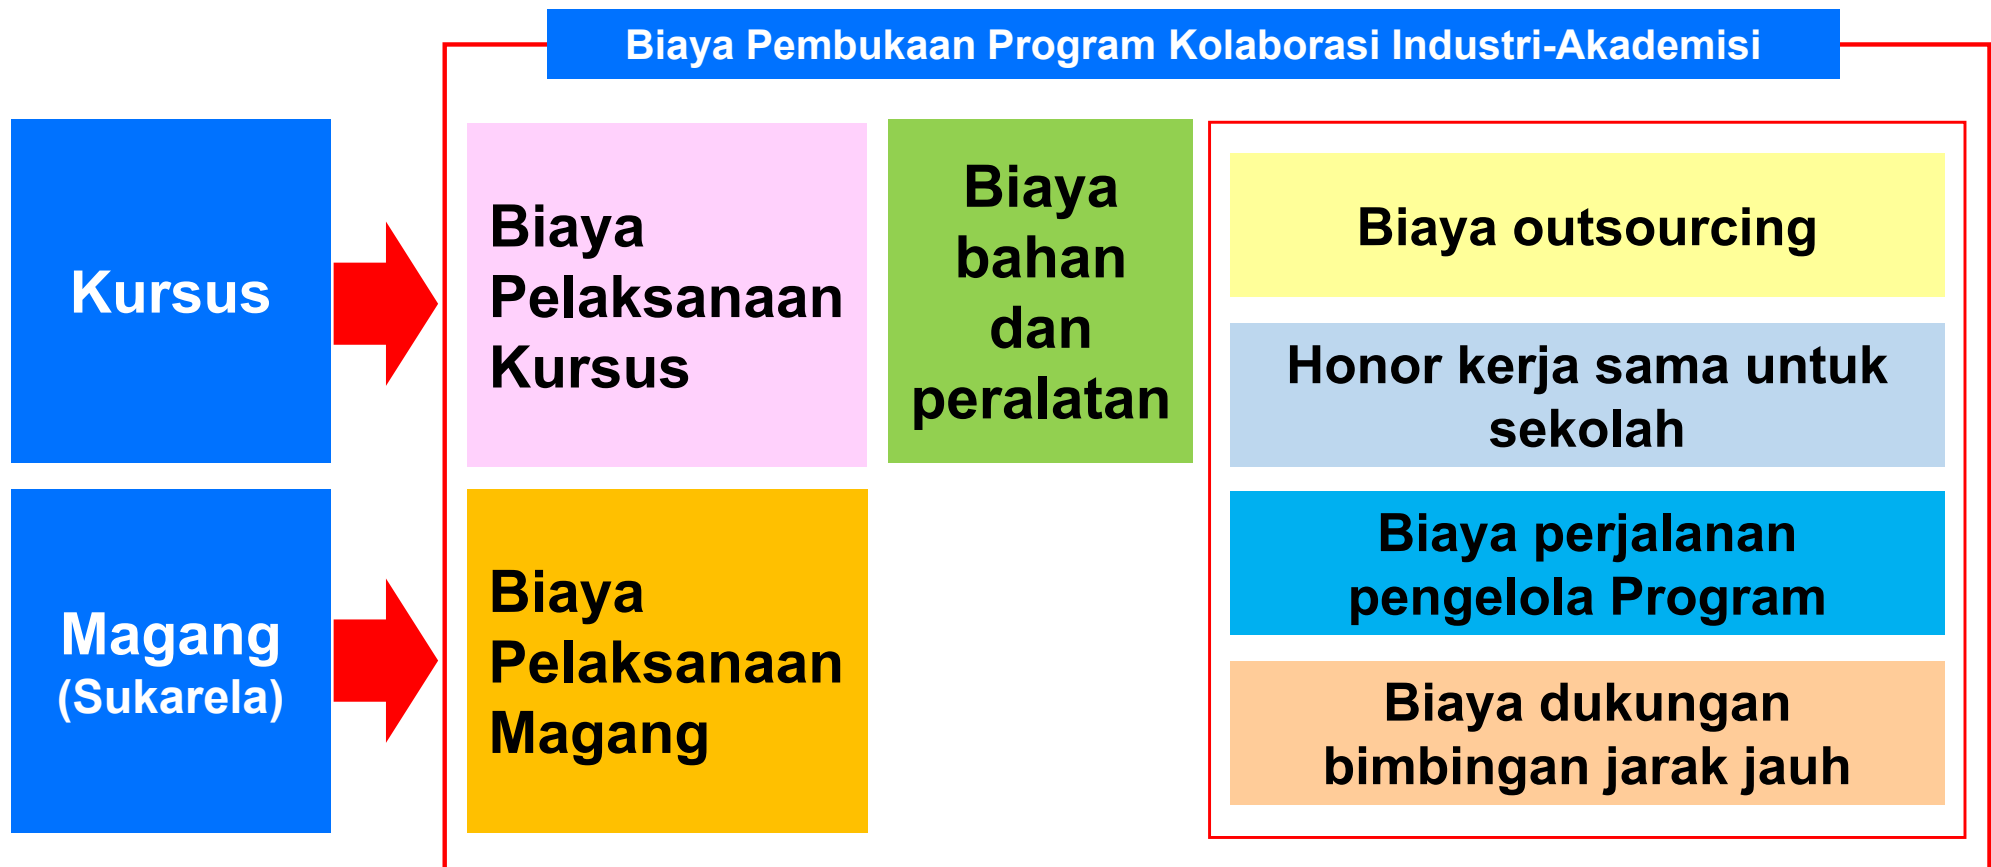 Biaya Pembukaan Program Kolaborasi Industri-Akademisi
Kursus
Biaya
Pelaksanaan
Kursus
Biaya
bahan
dan
peralatan
Biaya outsourcing
Honor kerja sama untuk
sekolah
Magang
(Sukarela)
Biaya
Pelaksanaan
Magang
Biaya perjalanan
pengelola Program
Biaya dukungan
bimbingan jarak jauh